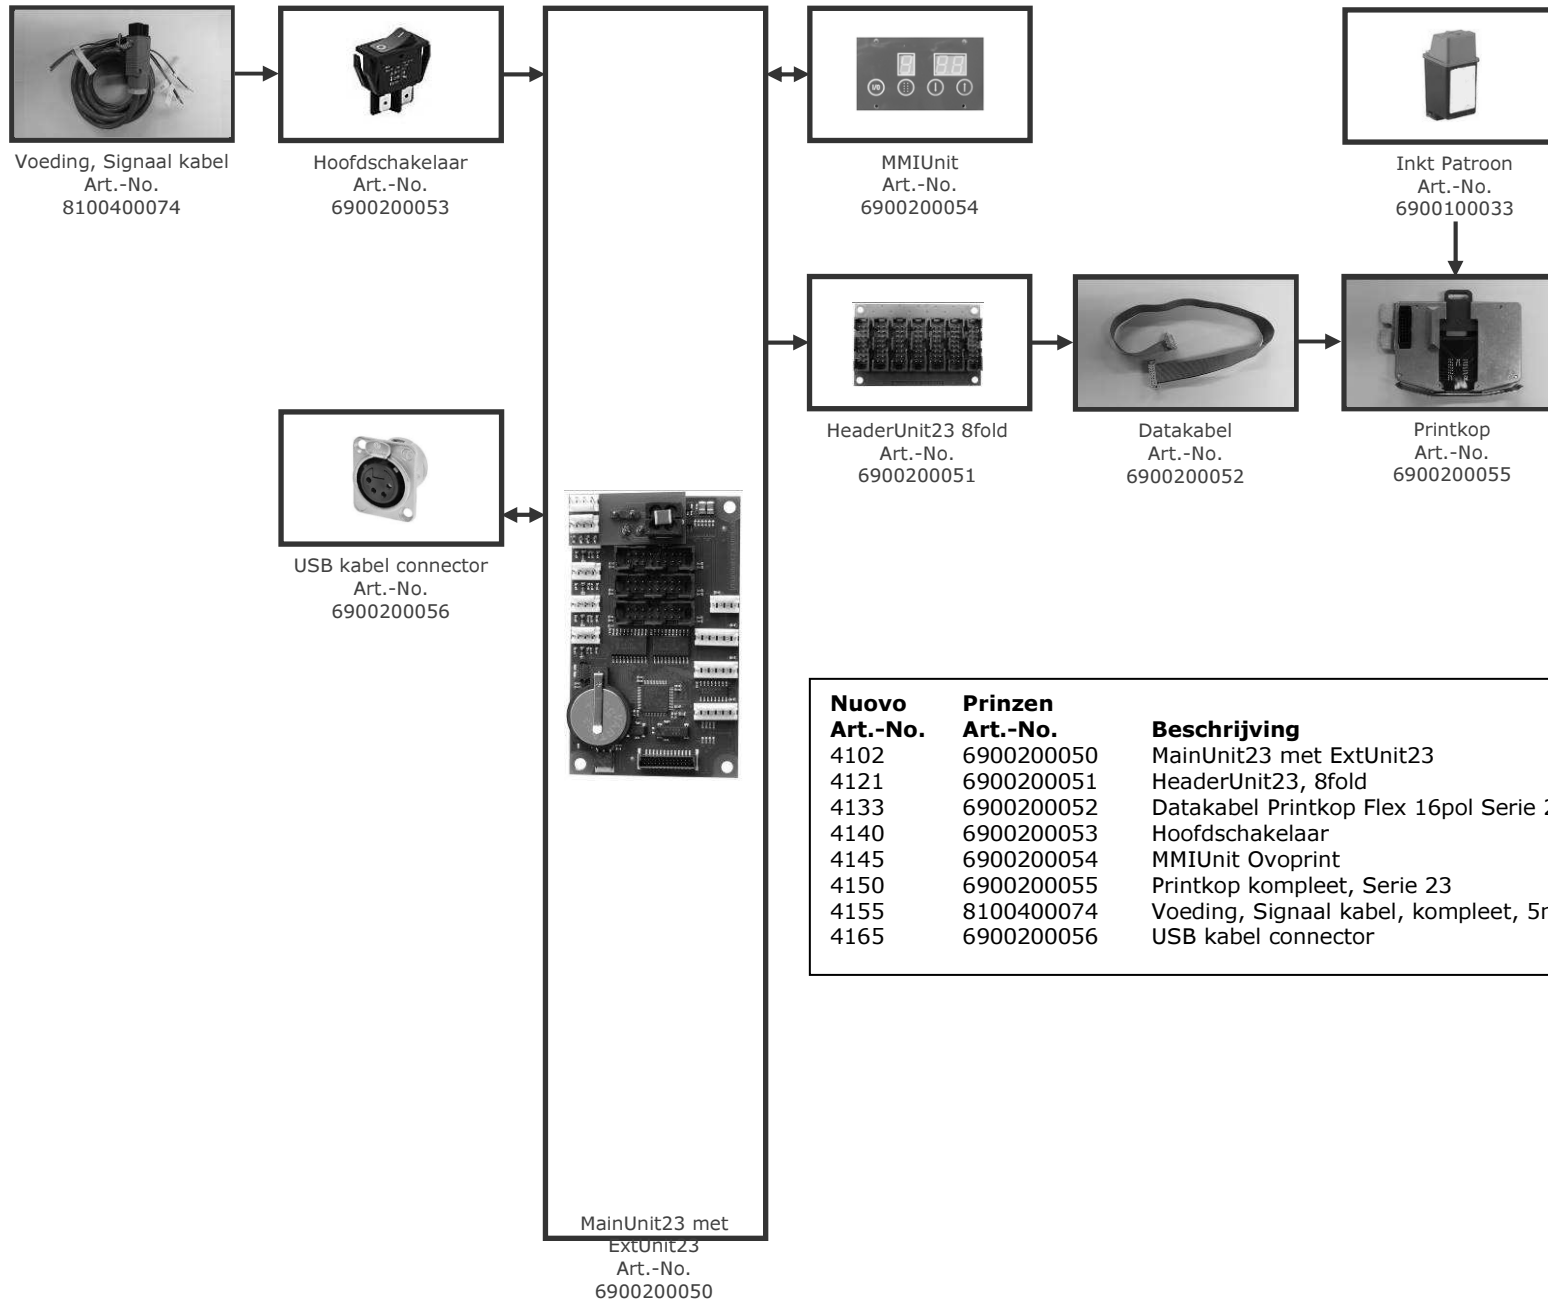 Voeding, Signaal kabel
Art.-No.
8100400074
Hoofdschakelaar
Art.-No.
6900200053
MMIUnit
Art.-No.
6900200054
Inkt Patroon
Art.-No.
6900100033
HeaderUnit23 8fold
Art.-No.
6900200051
Datakabel
Art.-No.
6900200052
Printkop
Art.-No.
6900200055
USB kabel connector
Art.-No.
6900200056
Nuovo Prinzen
Art.-No. Art.-No. Beschrijving
4102 6900200050 MainUnit23 met ExtUnit23
4121 6900200051 HeaderUnit23, 8fold
4133 6900200052 Datakabel Printkop Flex 16pol Serie
4140 6900200053 Hoofdschakelaar
4145 6900200054 MMIUnit Ovoprint
4150 6900200055 Printkop kompleet, Serie 23
4155 8100400074 Voeding, Signaal kabel, kompleet,
4165 6900200056 USB kabel connector
MainUnit23 met
ExtUnit23
Art.-No.
6900200050